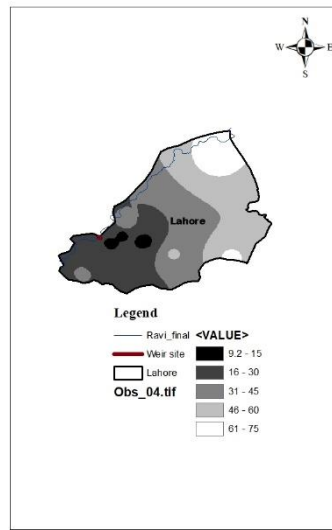 N
W E
S
Lahore
Legend
Ravi_final <VALUE>
Weir site 9.2 - 15
Lahore 16 - 30
Obs_04.tif 31 - 45
46 - 60
61 - 75